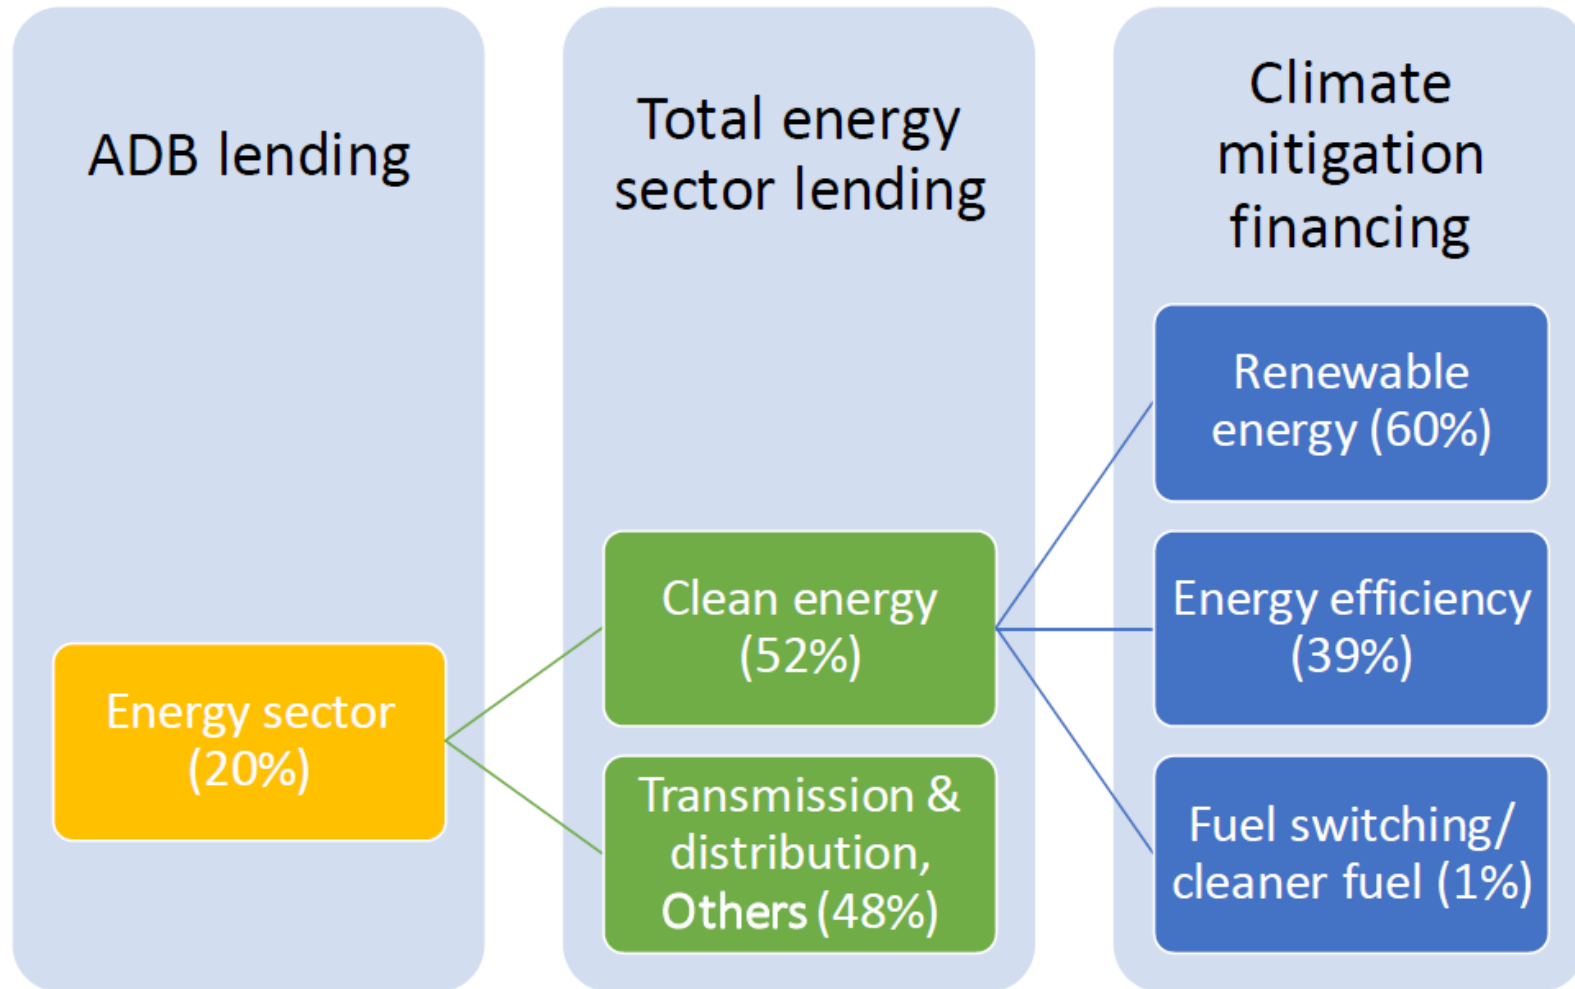 ADB lending
Energy sector
(20%)
Total energy
sector lending
Clean energy
(52%)
Transmission &
distribution,
Others (48%)
Climate
mitigation
financing
Renewable
energy (60%)
Energy efficiency
(39%)
Fuel switching/
cleaner fuel (1%)